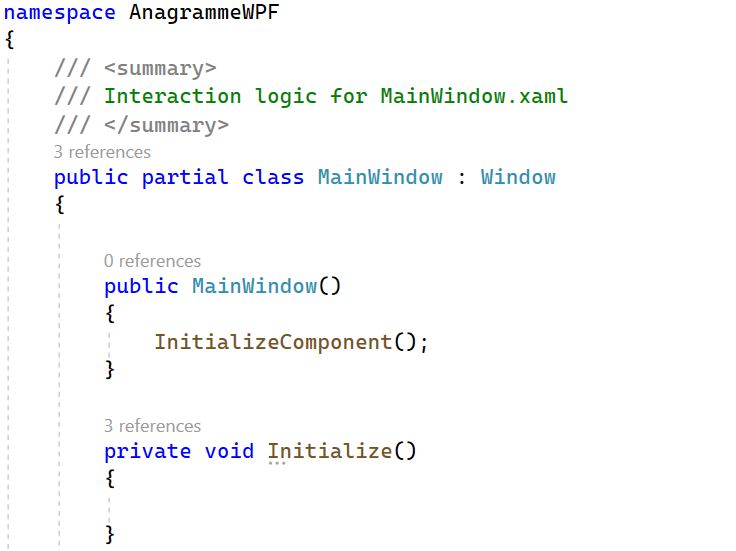 namespace AnagrammeWPF
{
/// <summary>
/// Interaction logic for MainWindow.xaml
/// </summary>
3 references
public partial class MainWindow : Window
{
0 references
public MainWindow()
{
InitializeComponent();
}
3 references
private void Initialize()
{
}